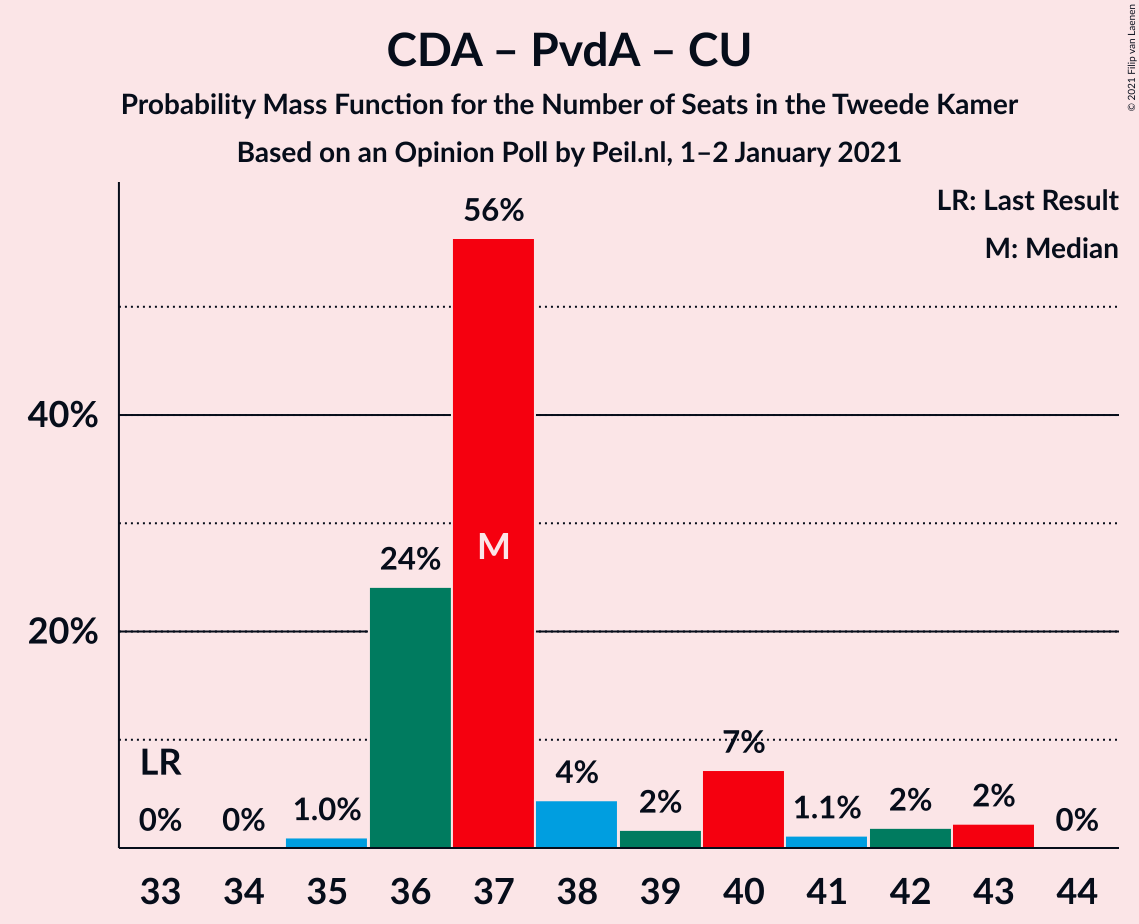 CDA – PvdA – CU
Probability Mass Function for the Number of Seats in the Tweede Kamer
Based on an Opinion Poll by Peil.nl, 1–2 January 2021
© 2021 Filip van Laenen
LR: Last Result
M: Median
56%
40%
M
24%
20%
LR
7%
4%
0% 0% 1.0% 2% 1.1% 2% 2% 0%
33 34 35 36 37 38 39 40 41 42 43 44